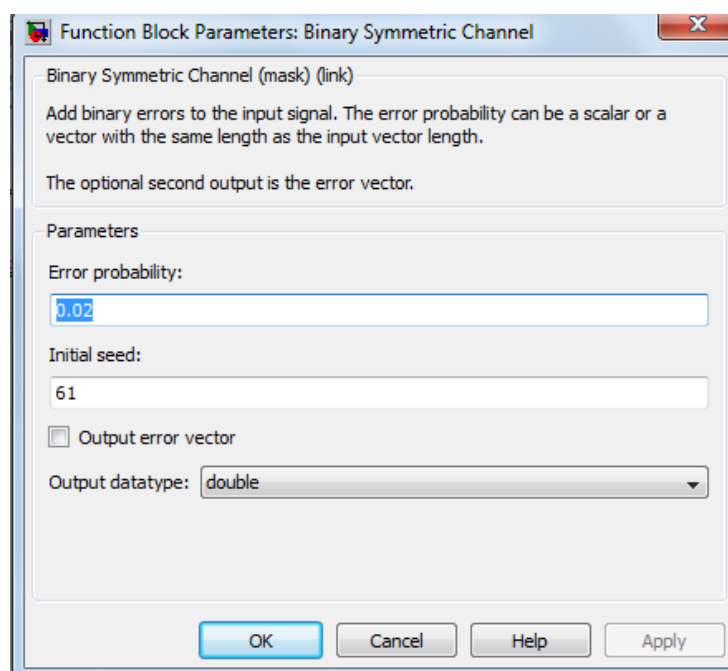 Function Block Parameters: Binary Symmetric Channel
Binary Symmetric Channel (mask) (link)
Add binary errors to the input signal. The error probability can be a scalar or a
vector with the same length as the input vector length.
The optional second output is the error vector.
Parameters
Error probability:
0.02
Initial seed:
61
Output error vector
Output datatype: double
OK Cancel Help Apply